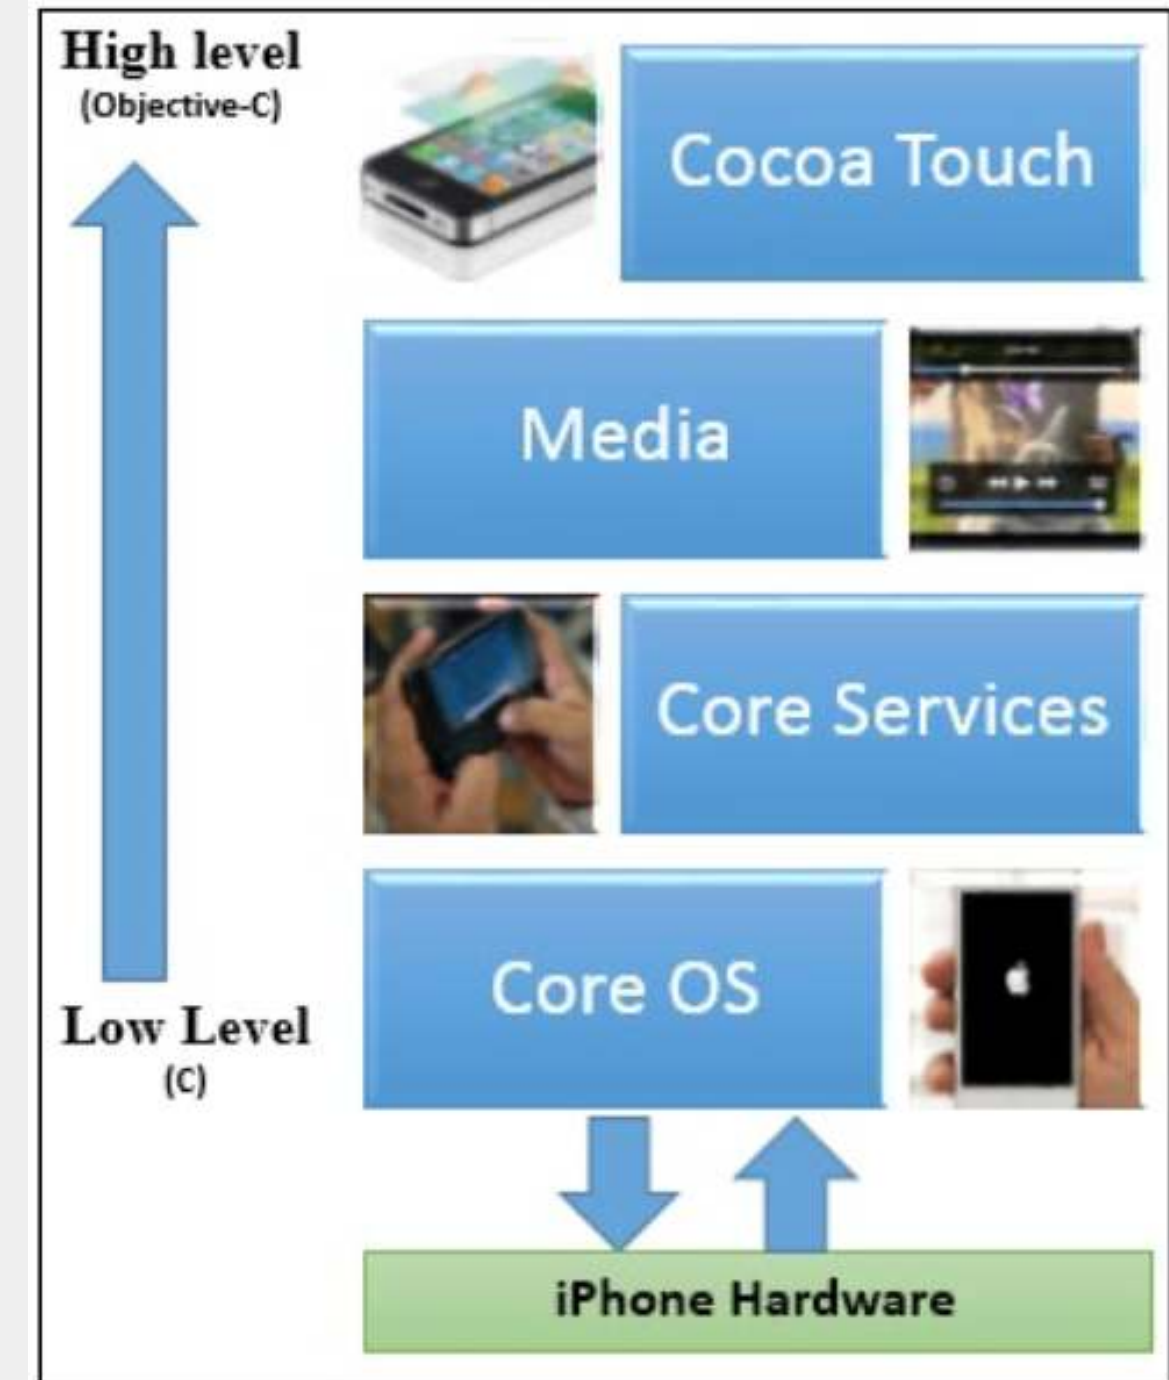 High level
(Objective-C)
Cocoa Touch
Media
Core Services
Core OS
Low Level
(C)
iPhone Hardware